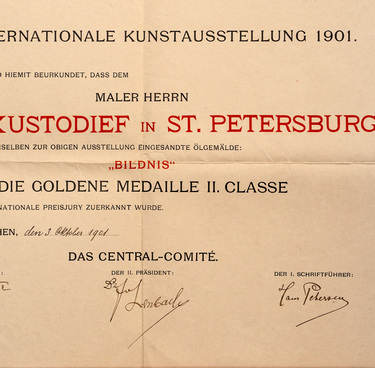 ERNATIONALE KUNSTAUSSTELLUNG 1901.
HIEMIT BEURKUNDET, DASS DEM
MALER HERRN
KUSTODIEF IN ST. PETERSBURG
SELBEN ZUR OBIGEN AUSSTELLUNG EINGESANDTE ÖLGEMÄLDE:
„BILDNIS"
DIE GOLDENE MEDAILLE II. CLASSE
NATIONALE PREISJURY ZUERKANNT WURDE.
HEN, den 3. Oktober 1901.
DAS CENTRAL-COMITÉ.
DER II. PRÄSIDENT: DER I. SCHRIFTFÜHRER:
Hans Petersen